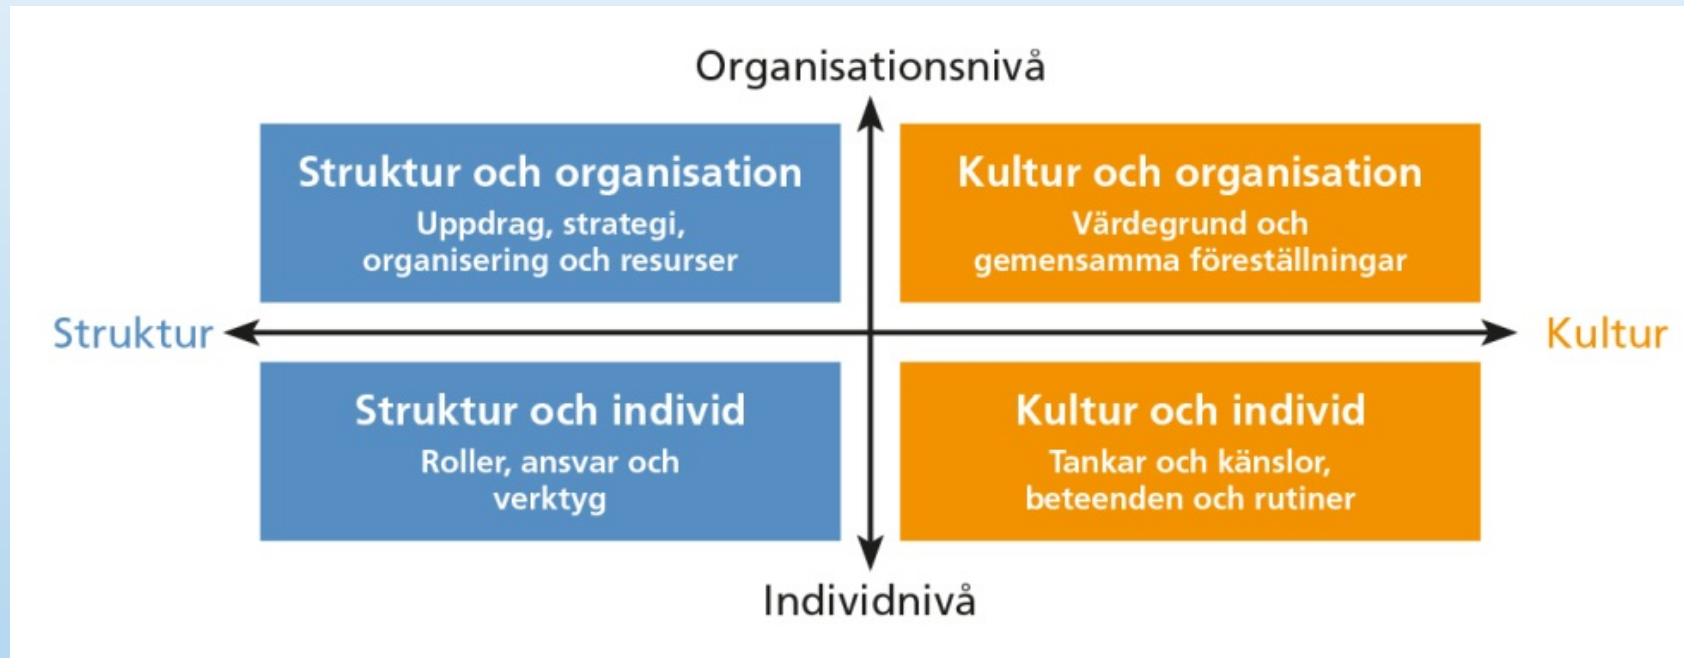 Organisationsnivå
Struktur och organisation
Uppdrag, strategi,
organisering och resurser
Kultur och organisation
Värdegrund och
gemensamma föreställningar
Struktur
Kultur
Struktur och individ
Roller, ansvar och
verktyg
Kultur och individ
Tankar och känslor,
beteenden och rutiner
Individnivå